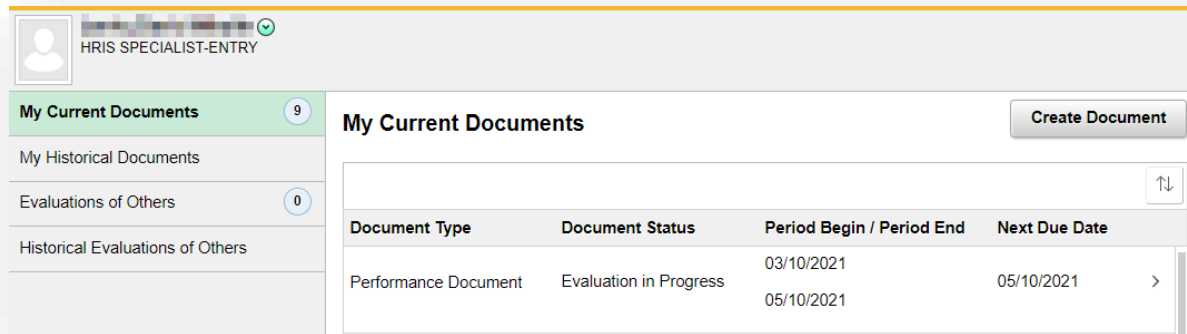 HRIS SPECIALIST-ENTRY
My Current Documents 9
My Historical Documents
Evaluations of Others 0
Historical Evaluations of Others
My Current Documents
Create Document
Document Type Document Status Period Begin / Period End Next Due Date
Performance Document Evaluation in Progress 03/10/2021 05/10/2021
05/10/2021